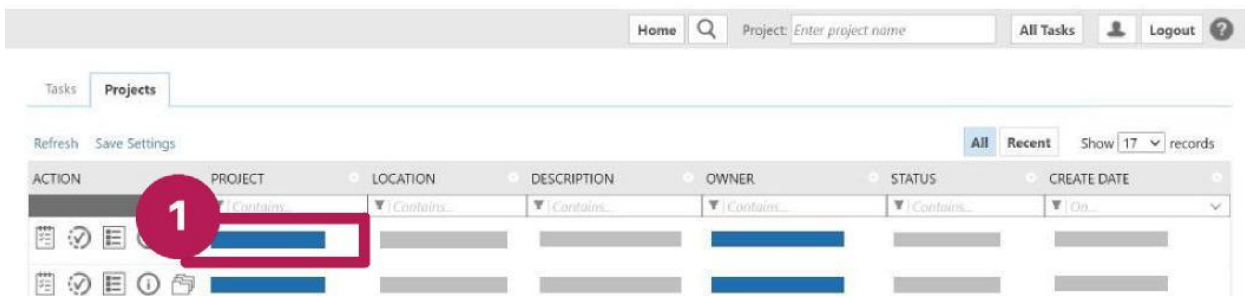 Home Project: Enter project name All Tasks Logout ?
Tasks Projects
Refresh Save Settings All Recent Show 17 records
ACTION PROJECT LOCATION DESCRIPTION OWNER STATUS CREATE DATE
Contains... Contains... Contains... Contains... Contains... On...
1